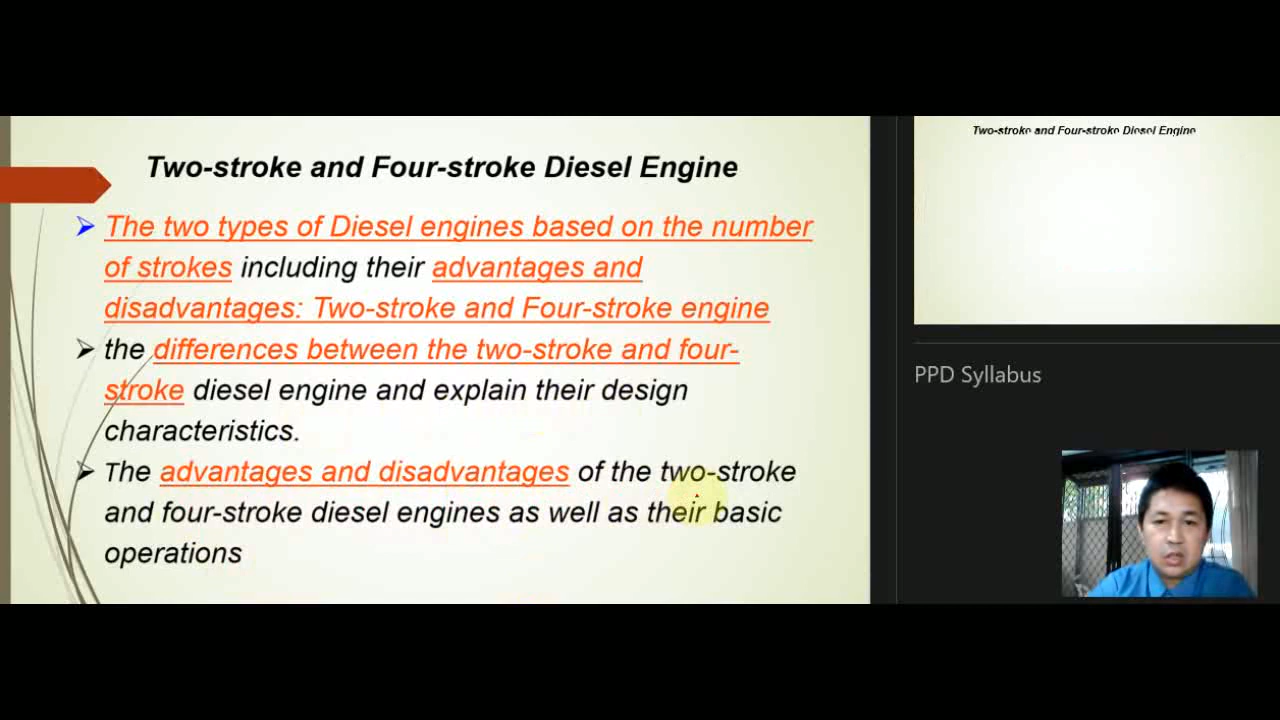 Two-stroke and Four-stroke Diesel Engine
The two types of Diesel engines based on the number
of strokes including their advantages and
disadvantages: Two-stroke and Four-stroke engine
the differences between the two-stroke and four-
stroke diesel engine and explain their design
characteristics.
The advantages and disadvantages of the two-stroke
and four-stroke diesel engines as well as their basic
operations
Two-stroke and Four-stroke Diesel Engine
PPD Syllabus